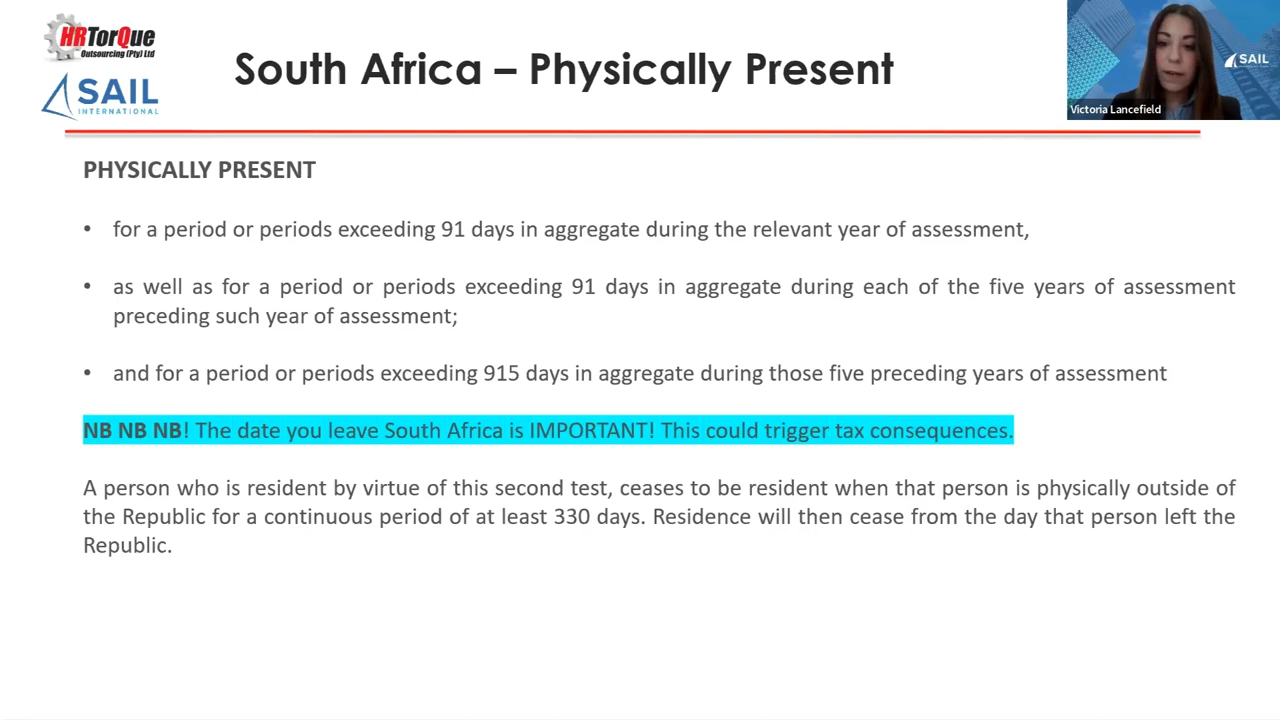 HRTorQue
Outsourcing (Pty) Ltd
SAIL
INTERNATIONAL
South Africa – Physically Present
SAIL
Victoria Lancefield
PHYSICALLY PRESENT
• for a period or periods exceeding 91 days in aggregate during the relevant year of assessment,
• as well as for a period or periods exceeding 91 days in aggregate during each of the five years of assessment
preceding such year of assessment;
• and for a period or periods exceeding 915 days in aggregate during those five preceding years of assessment
NB NB NB! The date you leave South Africa is IMPORTANT! This could trigger tax consequences.
A person who is resident by virtue of this second test, ceases to be resident when that person is physically outside of
the Republic for a continuous period of at least 330 days. Residence will then cease from the day that person left the
Republic.